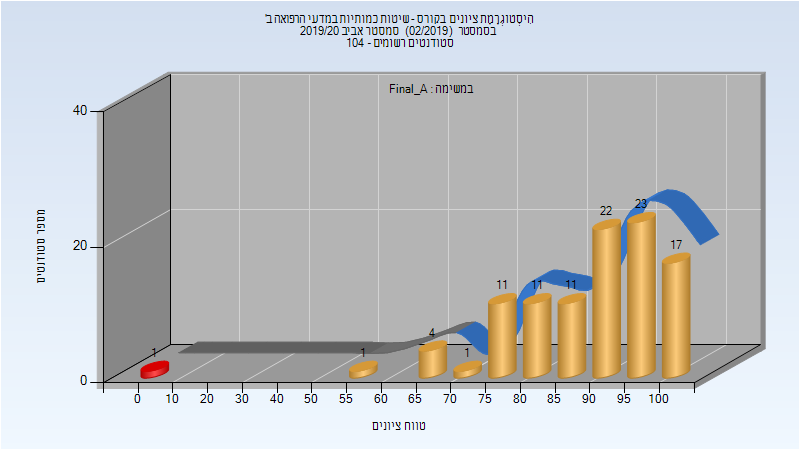 היסטוגרמת ציונים בקורס - שיטות כמותיות במדעי הרפואה ב'
בסמסטר (02/2019) סמסטר אביב 2019/20
סטודנטים רשומים - 104
במשימה : Final_A
מספר סטודנטים
40
20
0
1
1
4
1
11
11
11
22
23
17
0 10 40 50 55 60 65 70 75 80 85 90 95 100
טווח ציונים